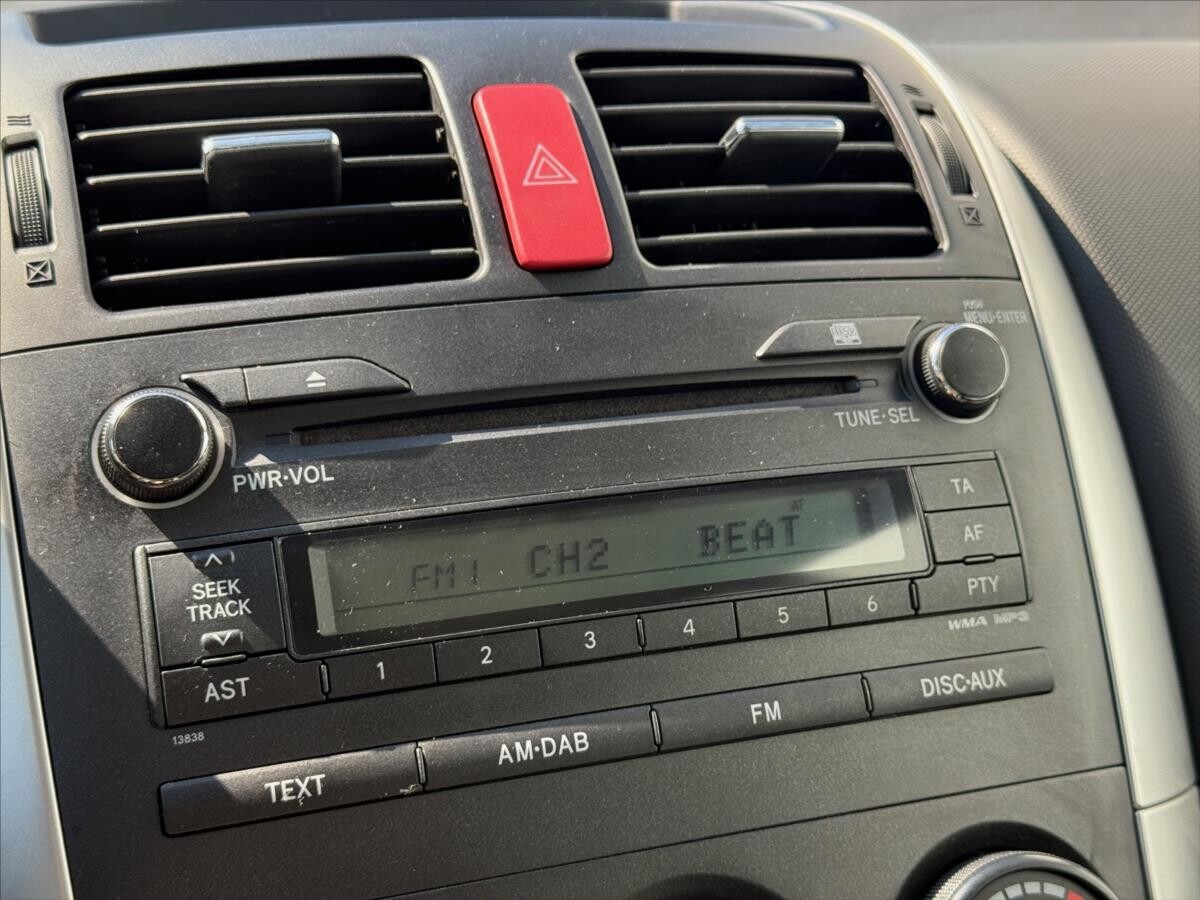 PUSH
MENU·ENTER
TUNE·SEL
PWR·VOL
TA
AF
FM1 CH2 BEAT
AF
SEEK
TRACK
PTY
1 2 3 4 5 6
WMA MP3
AST
DISC·AUX
FM
AM·DAB
TEXT
13838